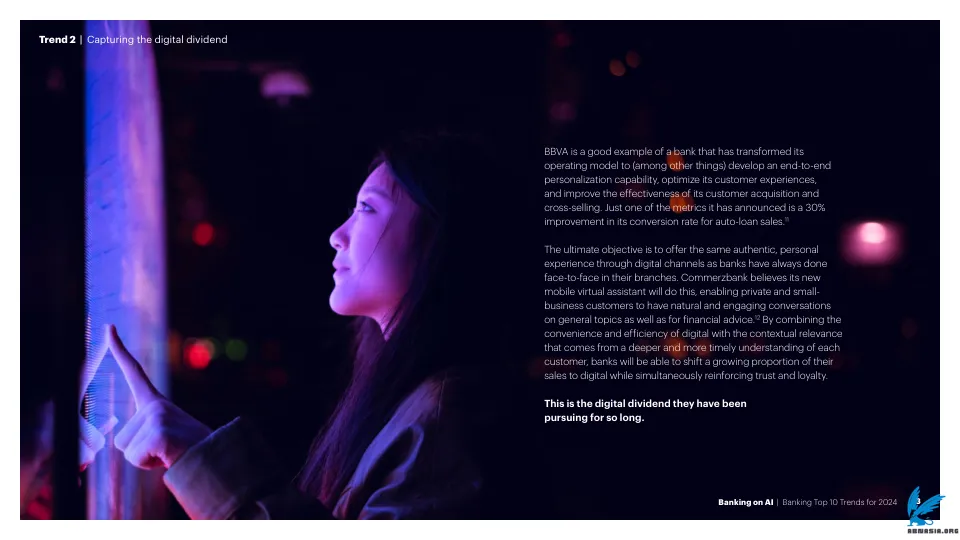 Trend 2 | Capturing the digital dividend
BBVA is a good example of a bank that has transformed its
operating model to (among other things) develop an end-to-end
personalization capability, optimize its customer experiences,
and improve the effectiveness of its customer acquisition and
cross-selling. Just one of the metrics it has announced is a 30%
improvement in its conversion rate for auto-loan sales.11
The ultimate objective is to offer the same authentic, personal
experience through digital channels as banks have always done
face-to-face in their branches. Commerzbank believes its new
mobile virtual assistant will do this, enabling private and small-
business customers to have natural and engaging conversations
on general topics as well as for financial advice.12 By combining the
convenience and efficiency of digital with the contextual relevance
that comes from a deeper and more timely understanding of each
customer, banks will be able to shift a growing proportion of their
sales to digital while simultaneously reinforcing trust and loyalty.
This is the digital dividend they have been
pursuing for so long.
Banking on AI | Banking Top 10 Trends for 2024